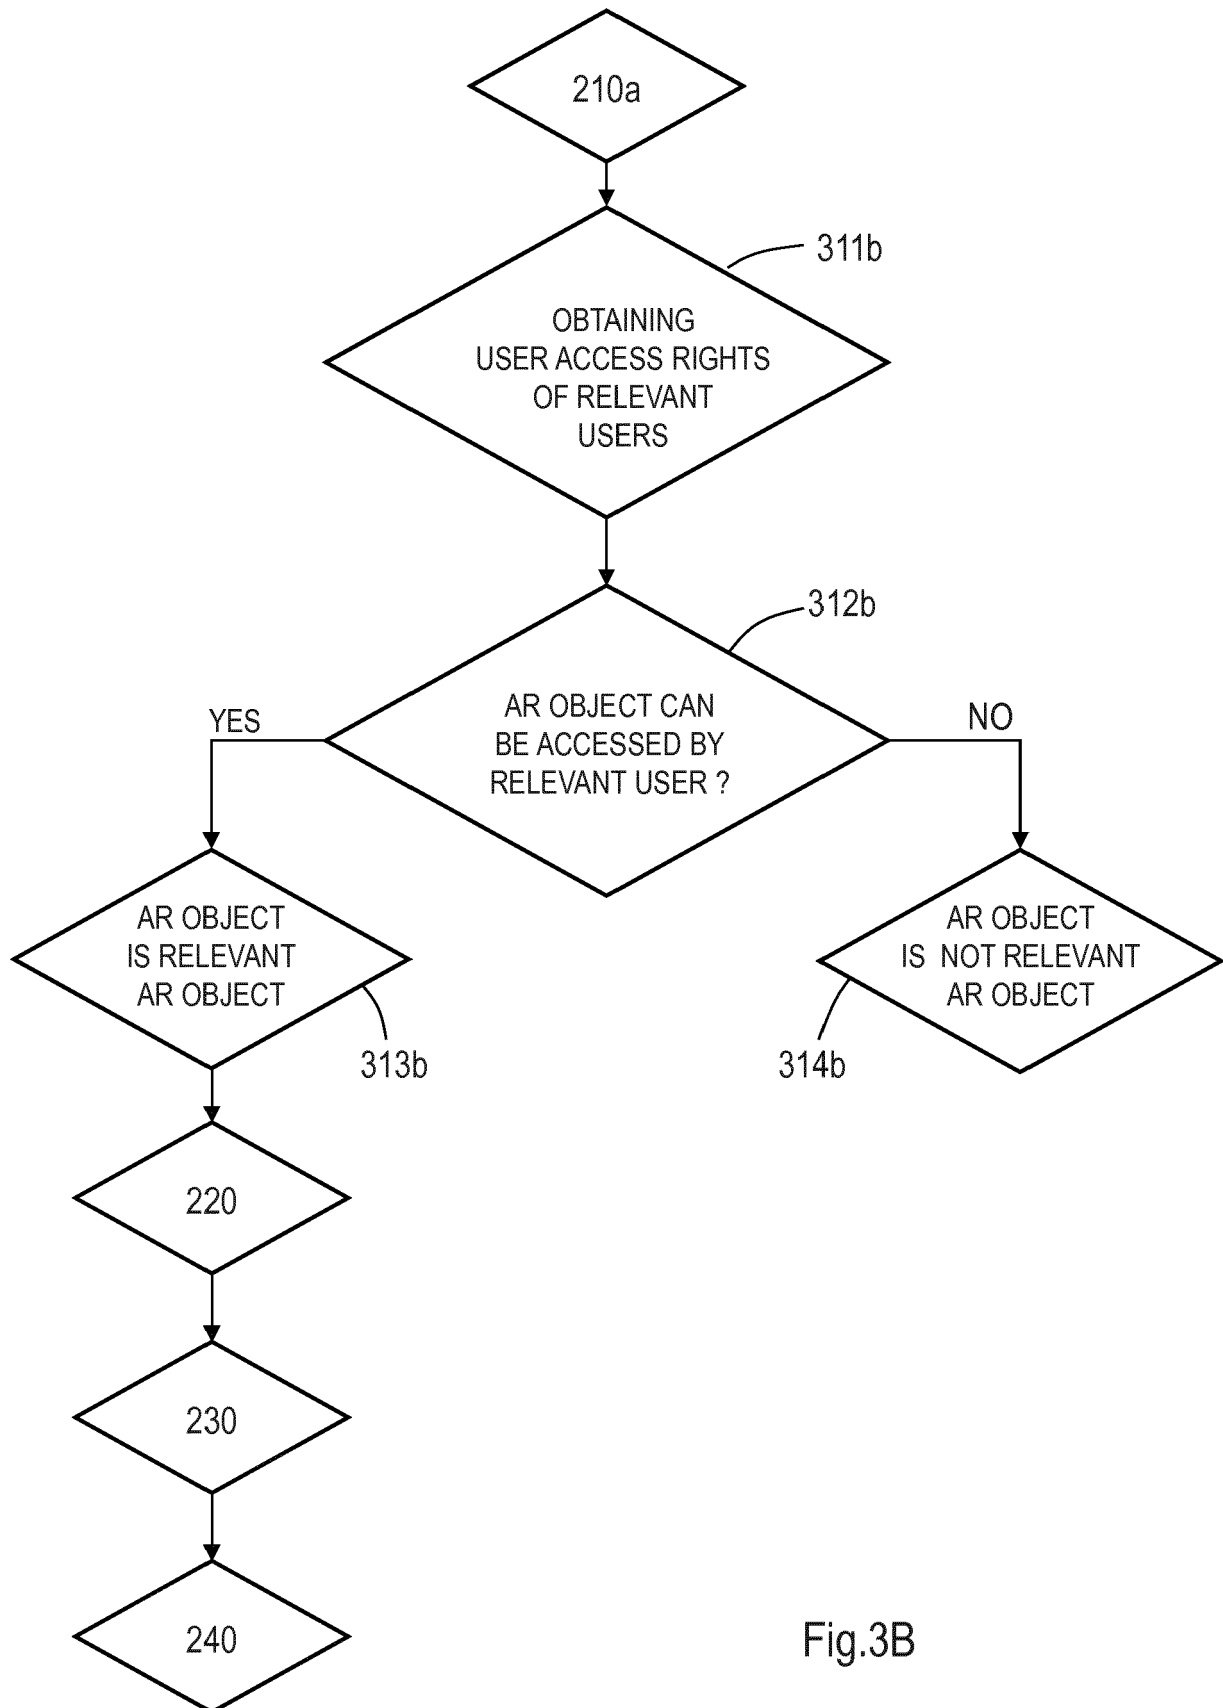 210a
311b
OBTAINING
USER ACCESS RIGHTS
OF RELEVANT
USERS
312b
AR OBJECT CAN
BE ACCESSED BY
RELEVANT USER ?
YES
NO
AR OBJECT
IS RELEVANT
AR OBJECT
313b
AR OBJECT
IS NOT RELEVANT
AR OBJECT
314b
220
230
240
Fig.3B